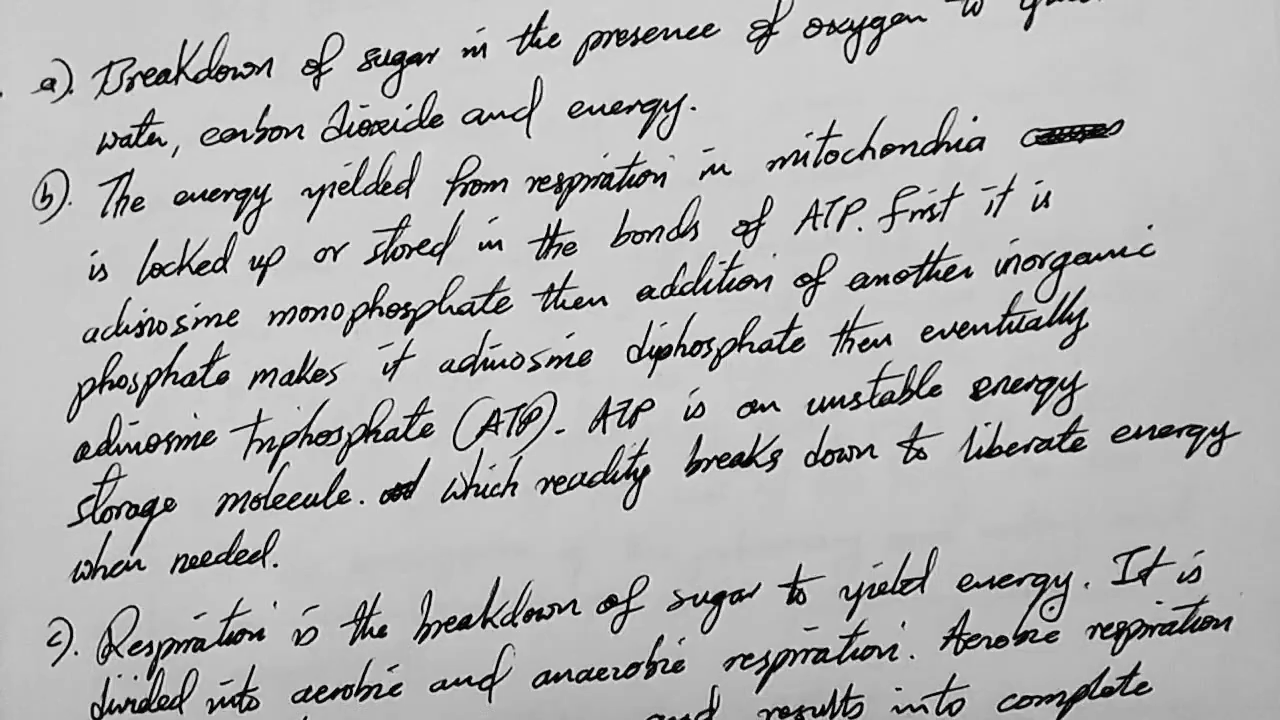 a). Breakdown of sugar in the presence of oxygen to
water, carbon dioxide and energy.
b). The energy yielded from respiration in mitochondria
is locked up or stored in the bonds of ATP. first it is
adinosine monophosphate then addition of another inorganic
phosphate makes it adinosine diphosphate then eventually
adinosine triphosphate (ATP). ATP is an unstable energy
storage molecule. which readity breaks down to liberate energy
when needed.
c). Respiration is the breakdown of sugar to yield energy. It is
divided into aerobic and anaerobic respiration. Aerobic respiration
and results into complete